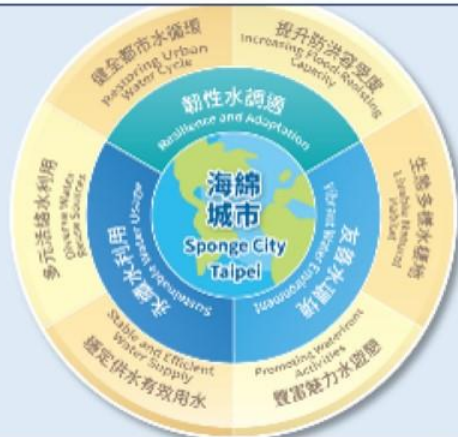 健全都市水循環
Restoring Urban
Water Cycle
提升防洪容受度
Increasing Flood-Resisting
Capacity
韌性水調適
Resilience and Adaptation
多元活絡水利用
Diverse Water
Reuse Sources
永續水利用
Sustainable Water Usage
海綿
城市
Sponge City
Taipei
友善水環境
Vibrant Water Environment
生態多樣水棲地
Habitat
Stable and Efficient
Water Supply
穩定供水有效用水
Promoting Waterfront
Activities
豐富魅力水遊憩